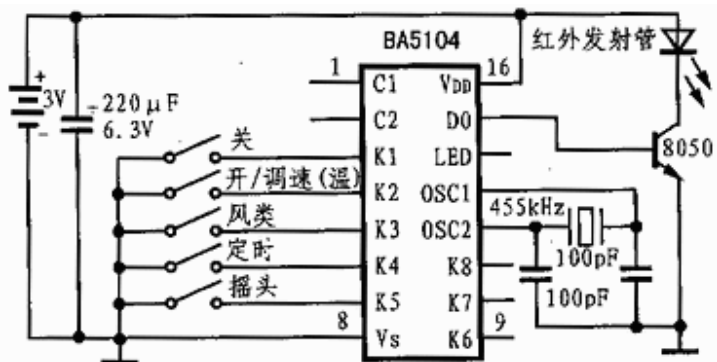 BA5104
红外发射管
1
16
C1
VDD
3V
220μF
6.3V
C2
D0
8050
关
K1
LED
开/调速(温)
K2
OSC1
455kHz
风类
K3
OSC2
定时
K4
K8
100pF
摇头
K5
K7
100pF
8
9
Vs
K6